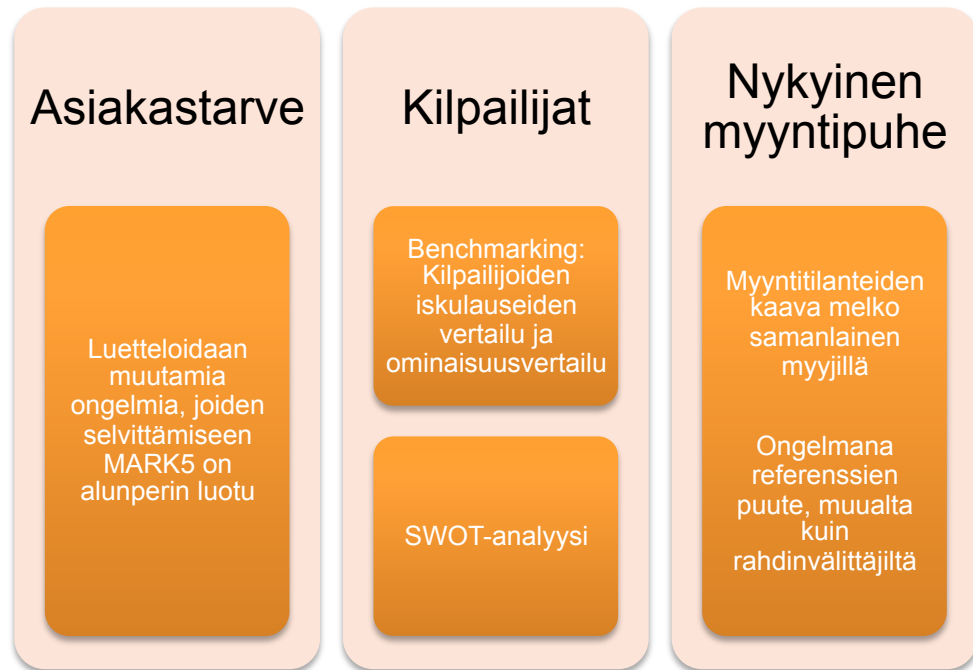 Asiakastarve
Luetteloidaan
muutamia
ongelmia, joiden
selvittämiseen
MARK5 on
alunperin luotu
Kilpailijat
Benchmarking:
Kilpailijoiden
iskulauseiden
vertailu ja
ominaisuusvertailu
SWOT-analyysi
Nykyinen
myyntipuhe
Myyntitilanteiden
kaava melko
samanlainen
myyjillä
Ongelmana
referenssien
puute, muualta
kuin
rahdinvälittäjiltä